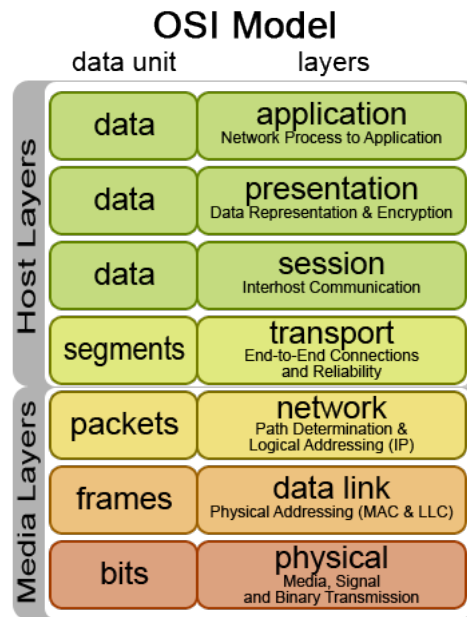 OSI Model
data unit layers
Host Layers
data
application
Network Process to Application
data
presentation
Data Representation & Encryption
data
session
Interhost Communication
segments
transport
End-to-End Connections
and Reliability
Media Layers
packets
network
Path Determination &
Logical Addressing (IP)
frames
data link
Physical Addressing (MAC & LLC)
bits
physical
Media, Signal
and Binary Transmission